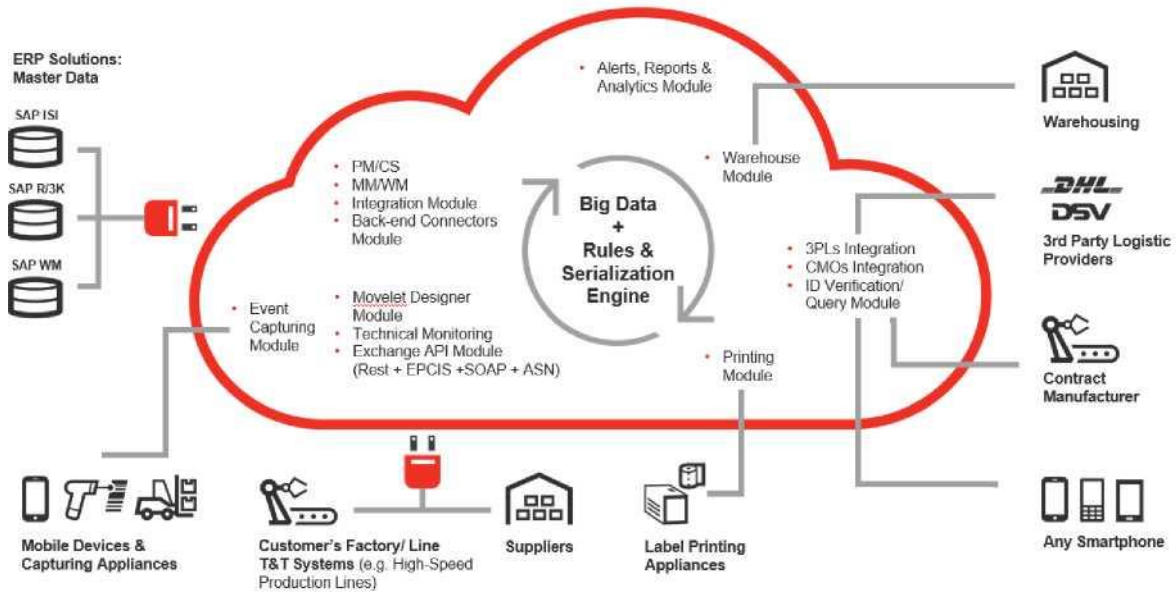 ERP Solutions:
Master Data
SAP ISI
SAP R/3K
SAP WM
• Alerts, Reports &
Analytics Module
• PM/CS
• MM/WM
• Integration Module
• Back-end Connectors
Module
• Warehouse
Module
Big Data
+
Rules &
Serialization
Engine
• 3PLs Integration
• CMOs Integration
• ID Verification/
Query Module
• Event
Capturing
Module
• Movelet Designer
Module
• Technical Monitoring
• Exchange API Module
(Rest + EPCIS +SOAP + ASN)
• Printing
Module
Warehousing
DHL
DSV
3rd Party Logistic
Providers
Contract
Manufacturer
Any Smartphone
Mobile Devices &
Capturing Appliances
Customer's Factory/ Line
T&T Systems (e.g. High-Speed
Production Lines)
Suppliers
Label Printing
Appliances